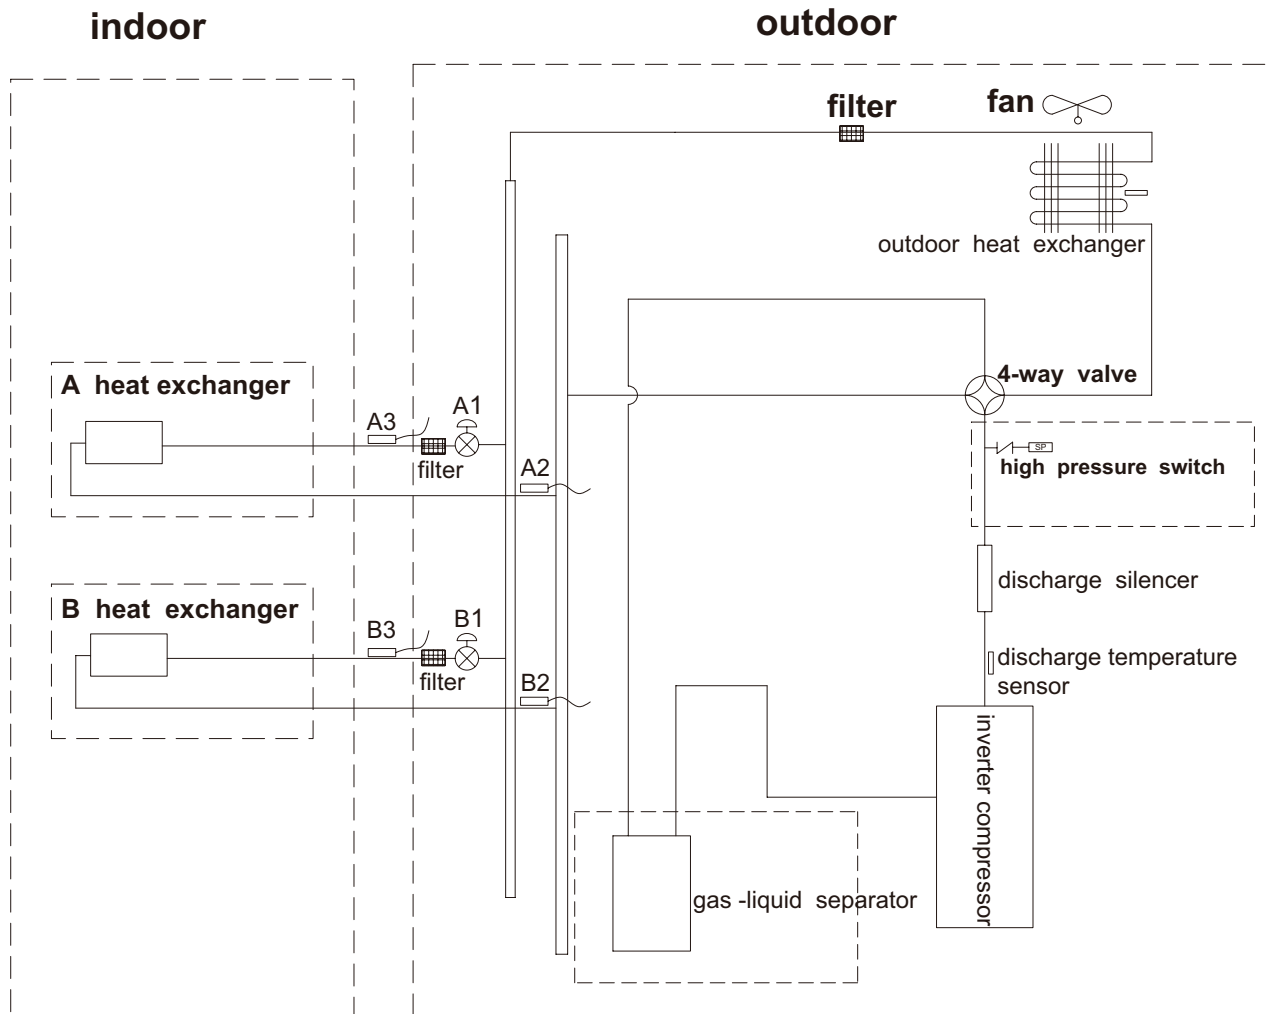 indoor
outdoor
filter
fan
outdoor heat exchanger
4-way valve
A heat exchanger
A3
A1
filter
A2
SP
high pressure switch
discharge silencer
B heat exchanger
B3
B1
filter
B2
discharge temperature
sensor
inverter compressor
gas -liquid separator